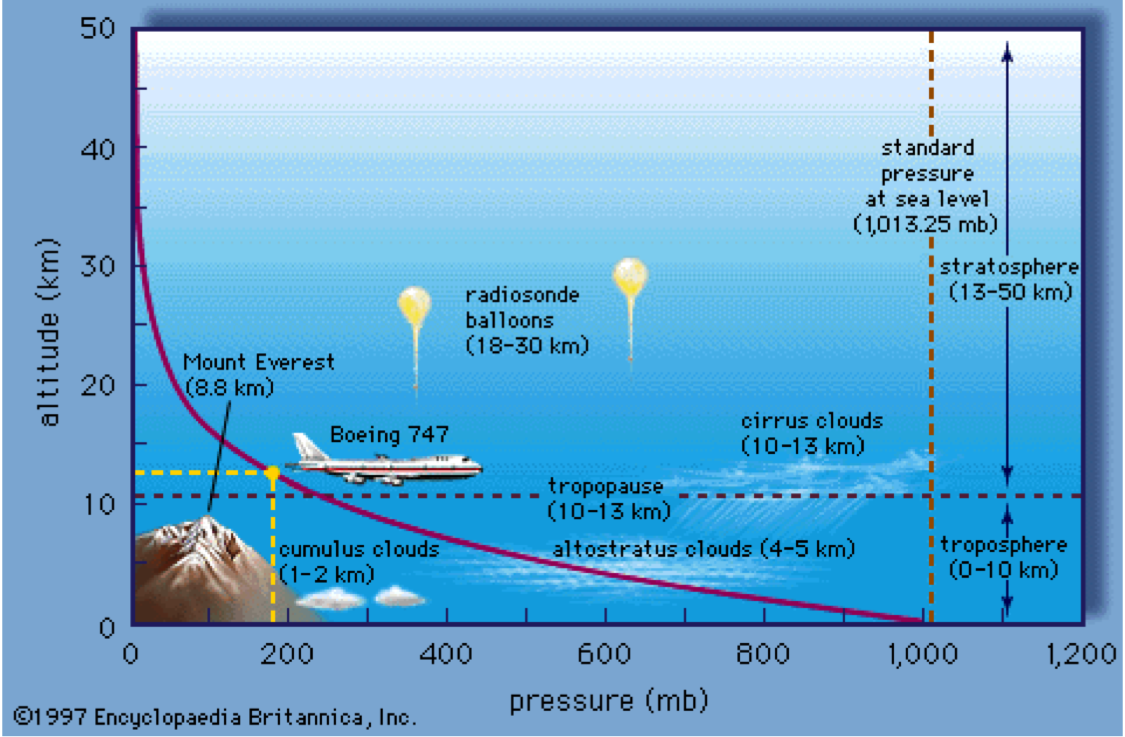 50
40
30
20
10
0
altitude (km)
standard
pressure
at sea level
(1,013.25 mb)
stratosphere
(13–50 km)
radiosonde
balloons
(18–30 km)
Mount Everest
(8.8 km)
Boeing 747
cirrus clouds
(10–13 km)
tropopause
(10–13 km)
cumulus clouds
(1–2 km)
altostratus clouds (4–5 km)
troposphere
(0–10 km)
0 200 400 600 800 1,000 1,200
pressure (mb)
©1997 Encyclopaedia Britannica, Inc.